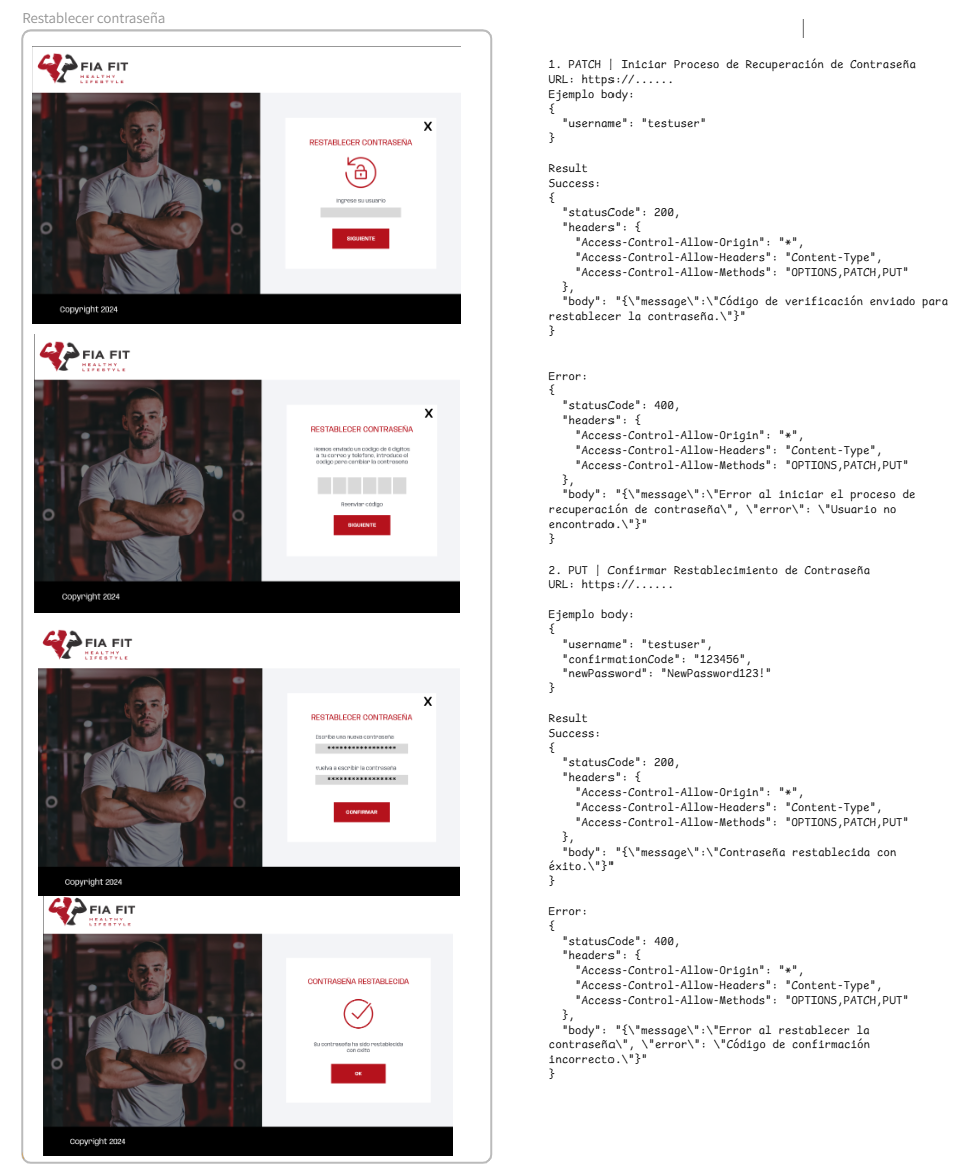 Restablecer contraseña
FIA FIT
HEALTHY
LIFESTYLE
X
RESTABLECER CONTRASEÑA
Ingrese su usuario
SIGUIENTE
Copyright 2024
FIA FIT
HEALTHY
LIFESTYLE
X
RESTABLECER CONTRASEÑA
Hemos enviado un codigo de 6 digitos
a tu correo y telefono, introduce el
codigo para cambiar la contraseña
Reenviar codigo
SIGUIENTE
Copyright 2024
FIA FIT
HEALTHY
LIFESTYLE
X
RESTABLECER CONTRASEÑA
Escribe una nueva contraseña
*****************
Vuelva a escribir la contraseña
*****************
CONFIRMAR
Copyright 2024
FIA FIT
HEALTHY
LIFESTYLE
CONTRASEÑA RESTABLECIDA
Su contraseña ha sido restablecida
con exito
OK
Copyright 2024
1. PATCH | Iniciar Proceso de Recuperación de Contraseña
URL: https://......
Ejemplo body:
{
"username": "testuser"
}
Result
Success:
{
"statusCode": 200,
"headers": {
"Access-Control-Allow-Origin": "*",
"Access-Control-Allow-Headers": "Content-Type",
"Access-Control-Allow-Methods": "OPTIONS,PATCH,PUT"
},
"body": "{\"message\":\"Código de verificación enviado para
restablecer la contraseña.\"}"
}
Error:
{
"statusCode": 400,
"headers": {
"Access-Control-Allow-Origin": "*",
"Access-Control-Allow-Headers": "Content-Type",
"Access-Control-Allow-Methods": "OPTIONS,PATCH,PUT"
},
"body": "{\"message\":\"Error al iniciar el proceso de
recuperación de contraseña\", \"error\": \"Usuario no
encontrado.\"}"
}
2. PUT | Confirmar Restablecimiento de Contraseña
URL: https://......
Ejemplo body:
{
"username": "testuser",
"confirmationCode": "123456",
"newPassword": "NewPassword123!"
}
Result
Success:
{
"statusCode": 200,
"headers": {
"Access-Control-Allow-Origin": "*",
"Access-Control-Allow-Headers": "Content-Type",
"Access-Control-Allow-Methods": "OPTIONS,PATCH,PUT"
},
"body": "{\"message\":\"Contraseña restablecida con
éxito.\"}"
}
Error:
{
"statusCode": 400,
"headers": {
"Access-Control-Allow-Origin": "*",
"Access-Control-Allow-Headers": "Content-Type",
"Access-Control-Allow-Methods": "OPTIONS,PATCH,PUT"
},
"body": "{\"message\":\"Error al restablecer la
contraseña\", \"error\": \"Código de confirmación
incorrecto.\"}"
}